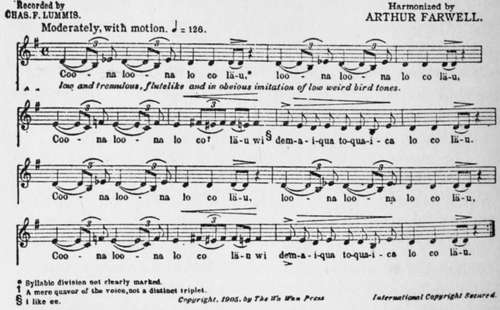 Recorded by
CHAS. F. LUMMIS.
Harmonized by
ARTHUR FARWELL.
Moderately, with motion. ♩ = 126.
Coo - na loo - na lo co läu,* loo - na loo - na lo co läu,
low and tremulous, flutelike and in obvious imitation of low weird bird tones.
Coo-na loo-na lo co† läu wi§ dem-a-iqua to-qua-i-ca lo co läu,
Coo-na loo-na lo co lä-u, loo-na loo-na lo co lä-u,
Coo-na loo-na lo co läu wi dem-a-iqua to-qua-i-ca lo co lä-u.
* Syllabic division not clearly marked.
† A mere quaver of the voice, not a distinct triplet.
§ i like ee.
Copyright, 1905, by The Wa Wan Press
International Copyright Secured.